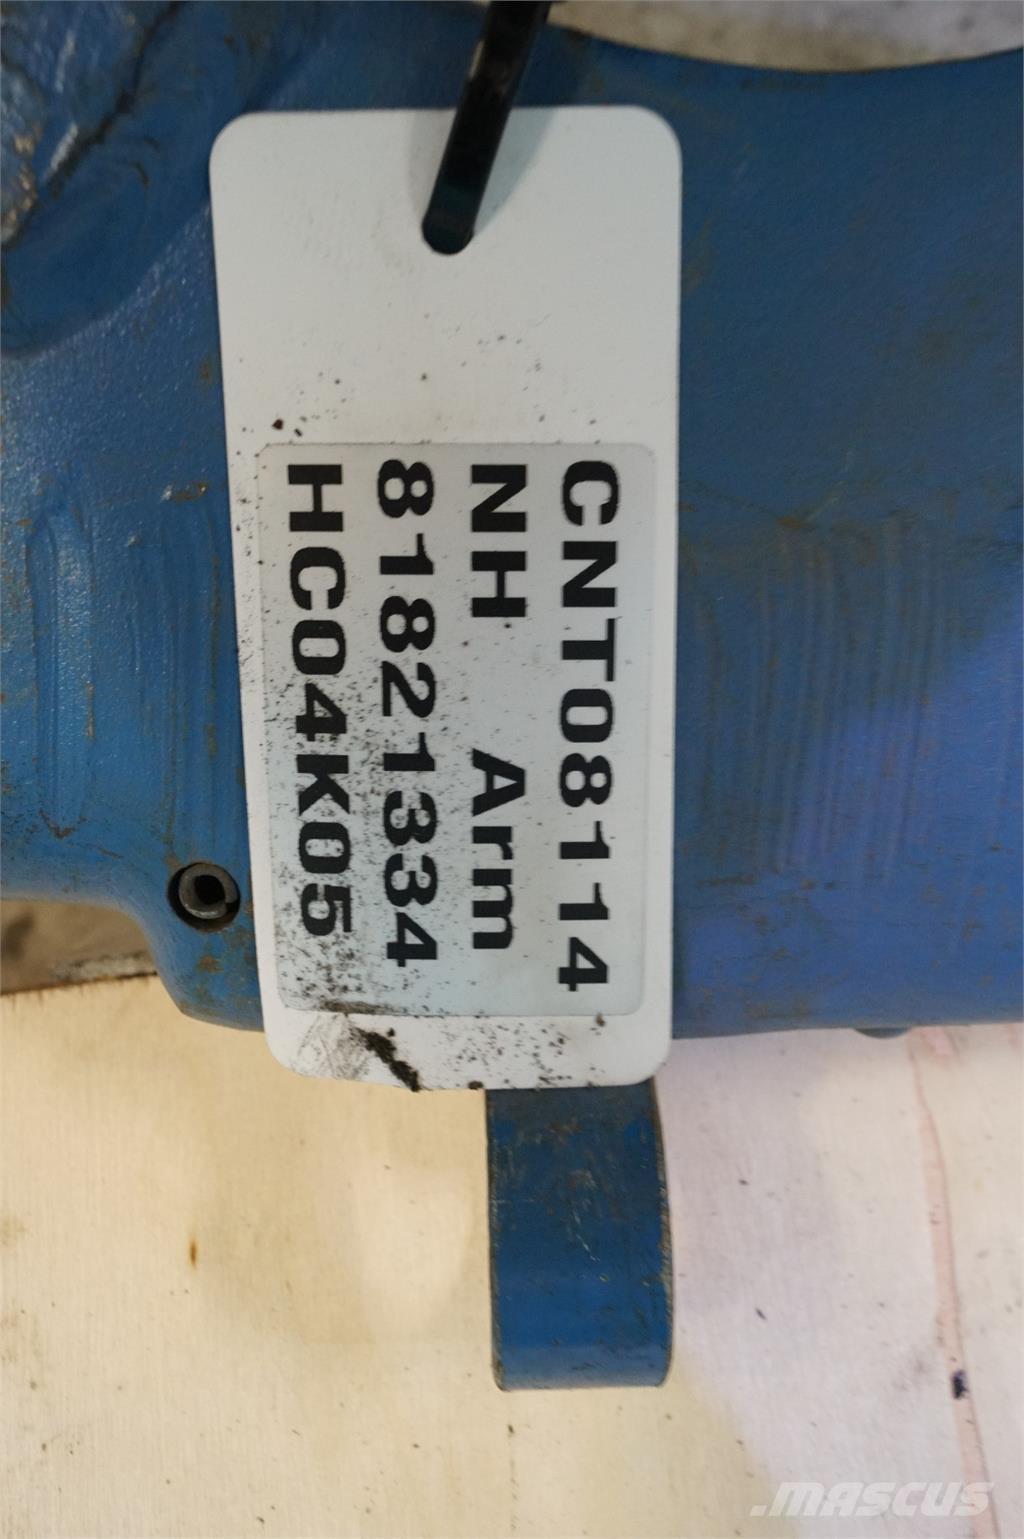 CNT08114
NH Arm
81821334
HC04K05
.MASCUS